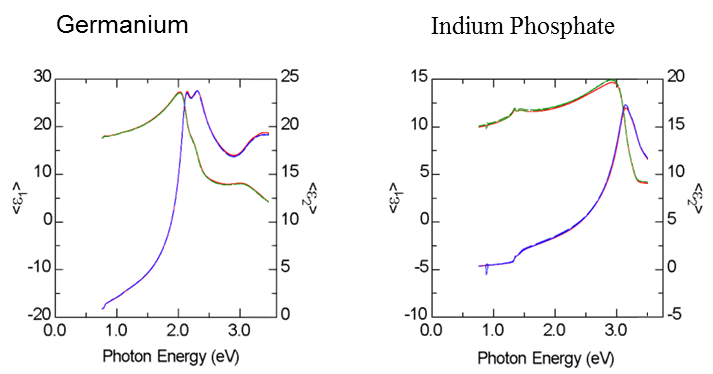 Germanium
30
20
10
0
-10
-20
<ε1>
25
20
15
10
5
0
<ε2>
0.0 1.0 2.0 3.0
Photon Energy (eV)
Indium Phosphate
15
10
5
0
-5
-10
<ε1>
20
15
10
5
0
-5
<ε2>
0.0 1.0 2.0 3.0
Photon Energy (eV)